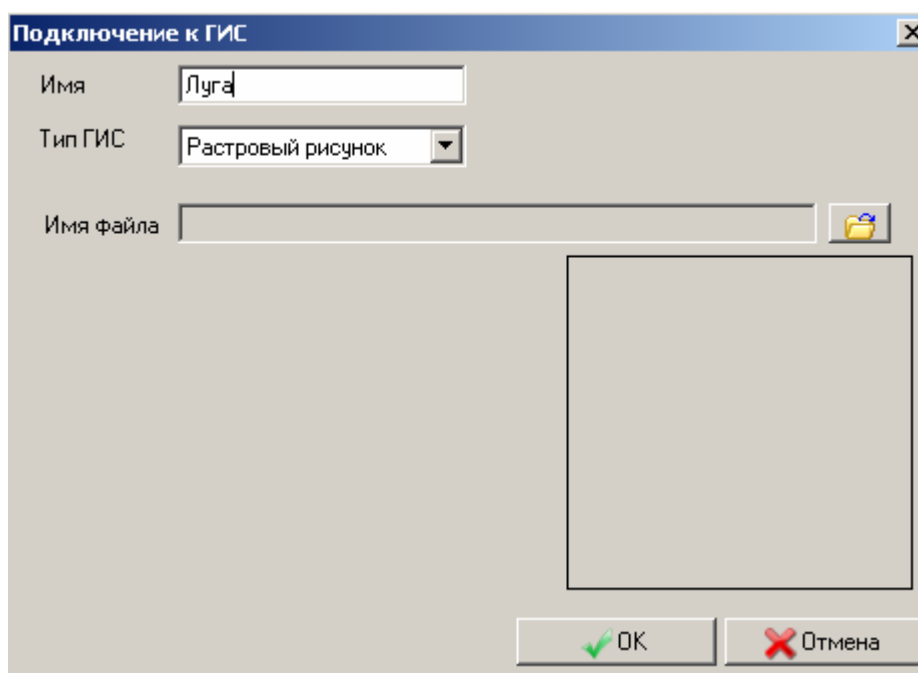 Подключение к ГИС
Имя
Луга
Тип ГИС
Растровый рисунок
Имя файла
OK
Отмена